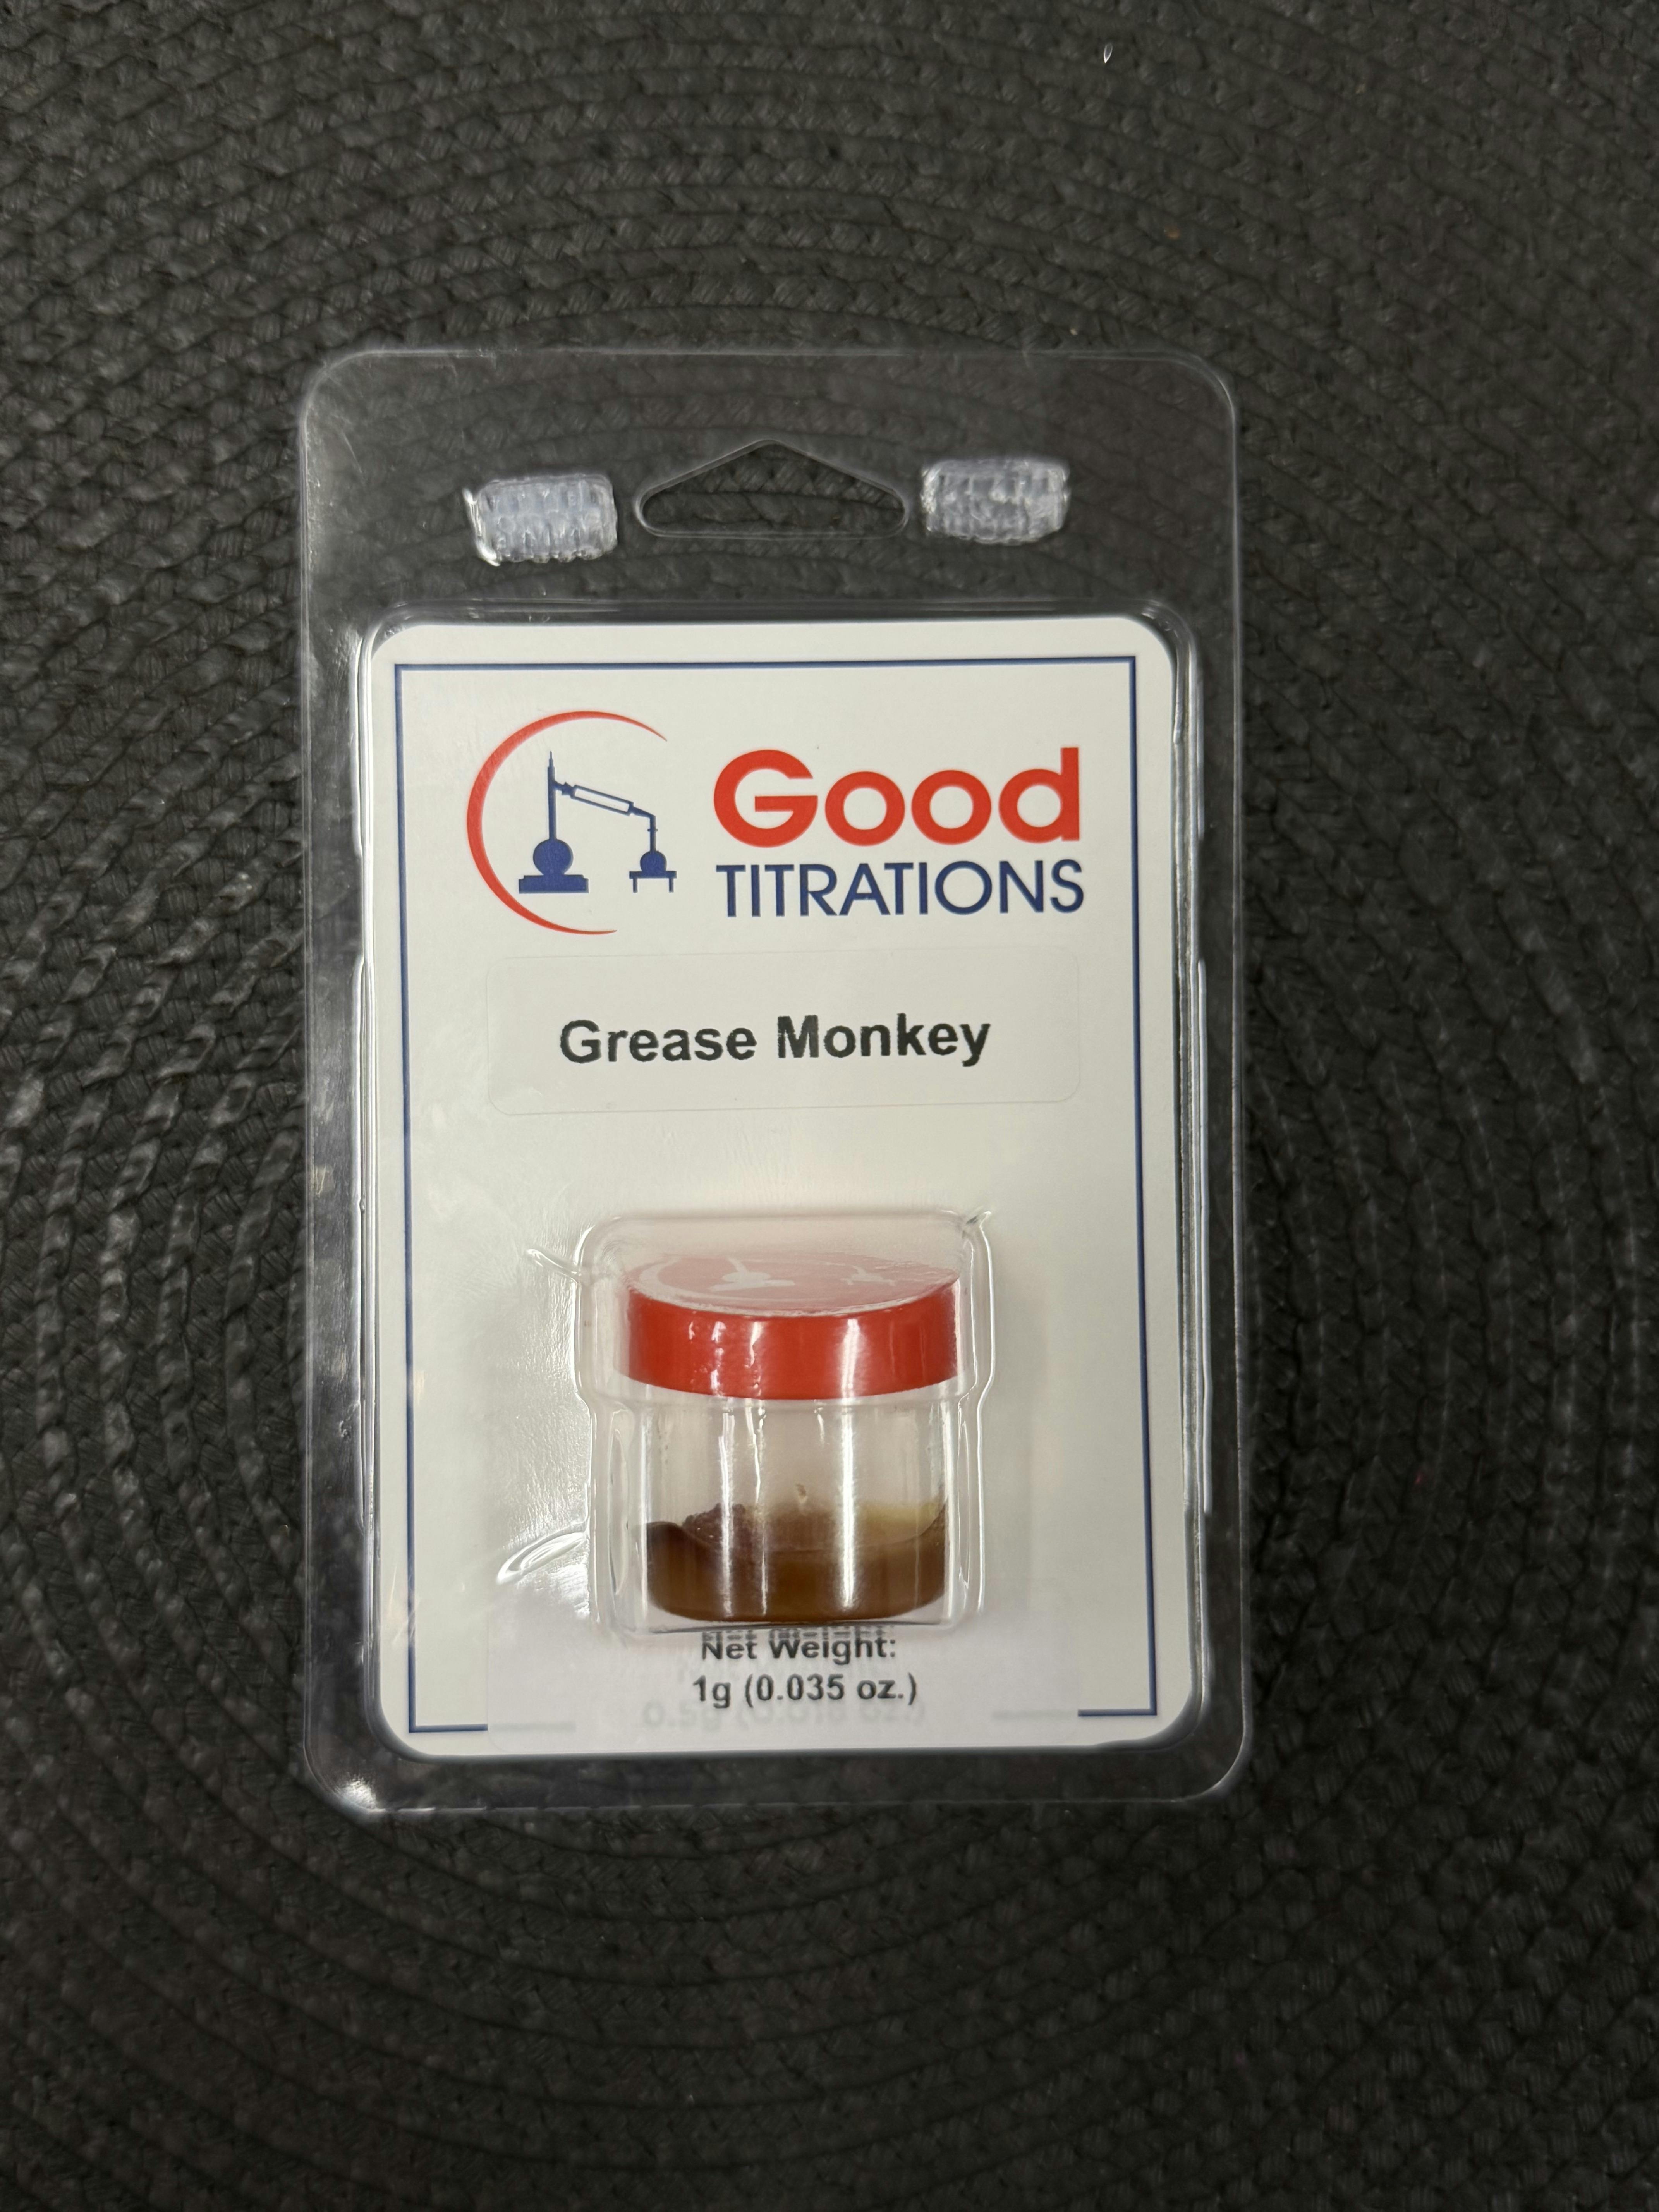 Good
TITRATIONS
Grease Monkey
Net Weight:
1g (0.035 oz.)